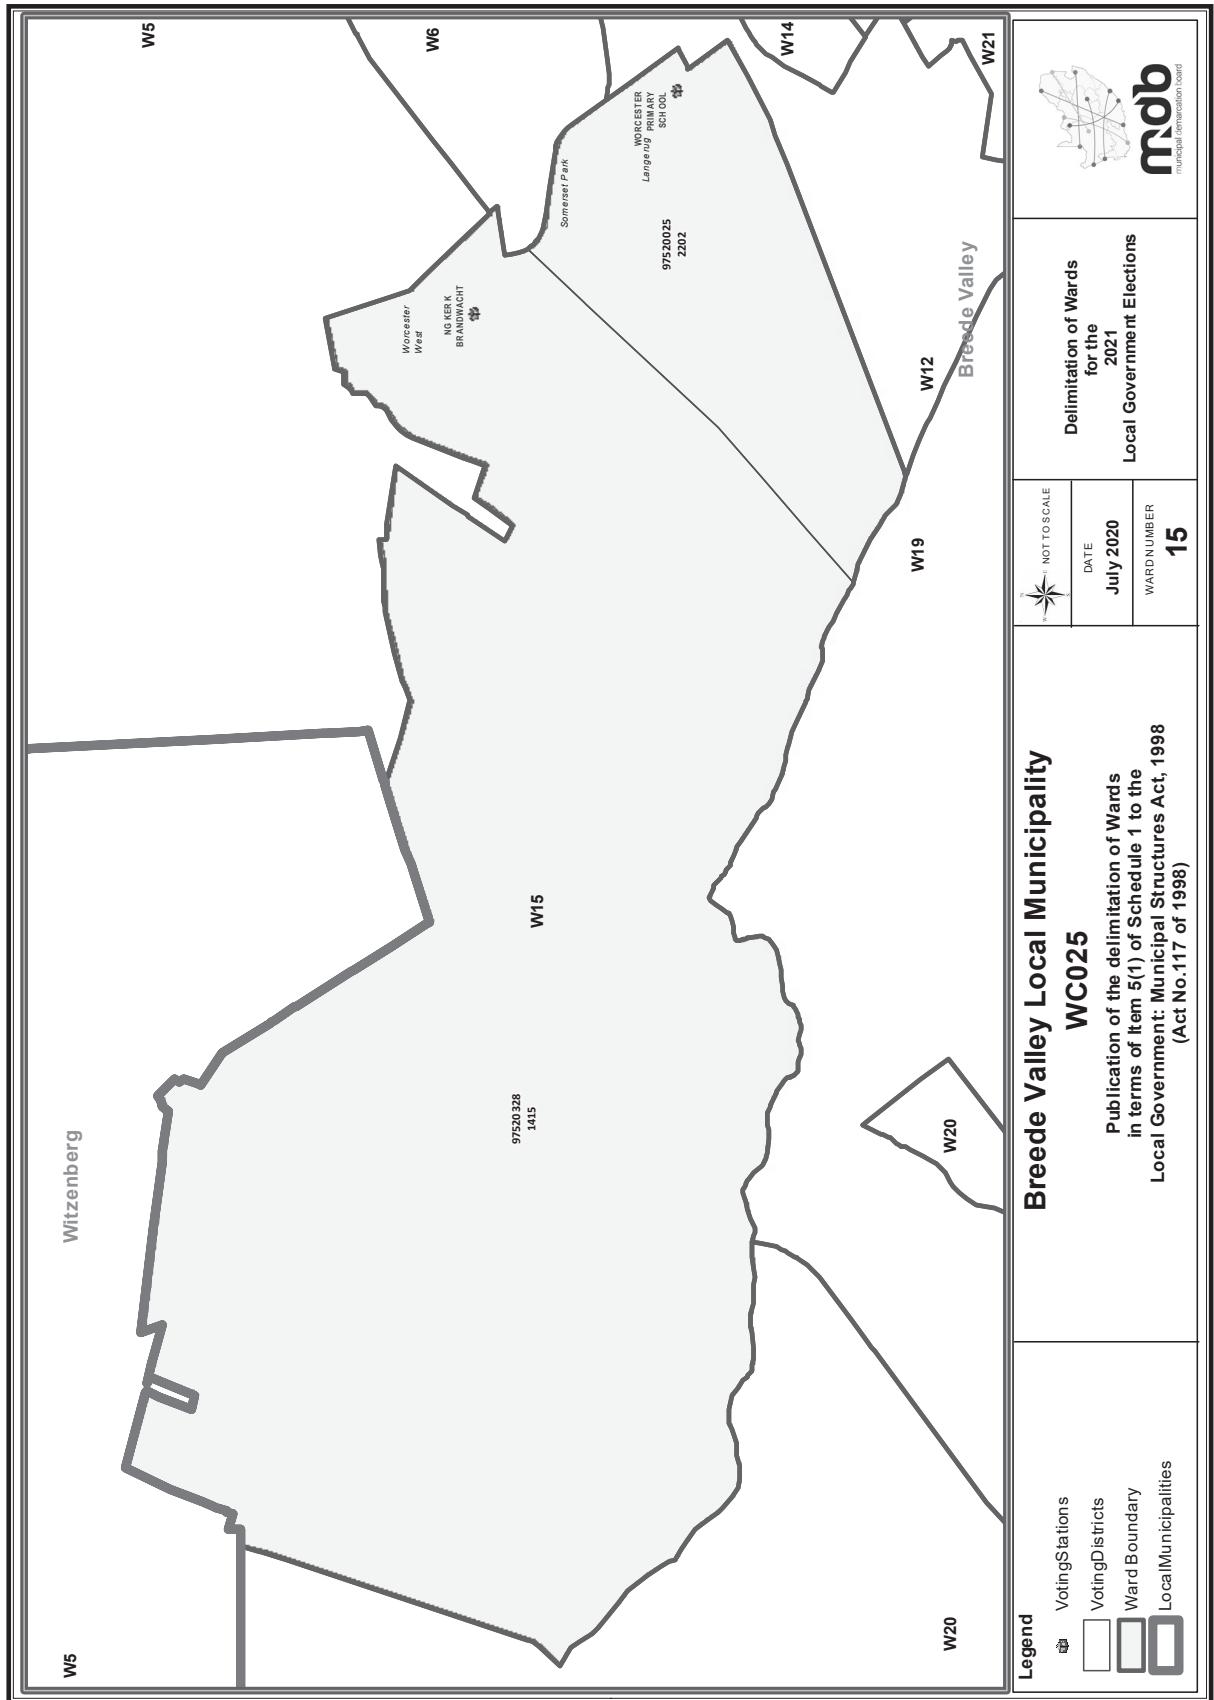 W5
W6
W14
W21
WORCESTER
PRIMARY
SCHOOL
Langerug
Somerset Park
97520025
2202
Worcester
West
NG KERK
BRANDWACHT
Breede Valley
W12
W19
W15
97520328
1415
Witzenberg
W20
W5
W20
Legend
VotingStations
VotingDistricts
Ward Boundary
LocalMunicipalities
Breede Valley Local Municipality
WC025
Publication of the delimitation of Wards
in terms of Item 5(1) of Schedule 1 to the
Local Government: Municipal Structures Act, 1998
(Act No.117 of 1998)
N
W
E
S
NOT TO SCALE
DATE
July 2020
WARD NUMBER
15
Delimitation of Wards
for the
2021
Local Government Elections
mdb
municipal demarcation board